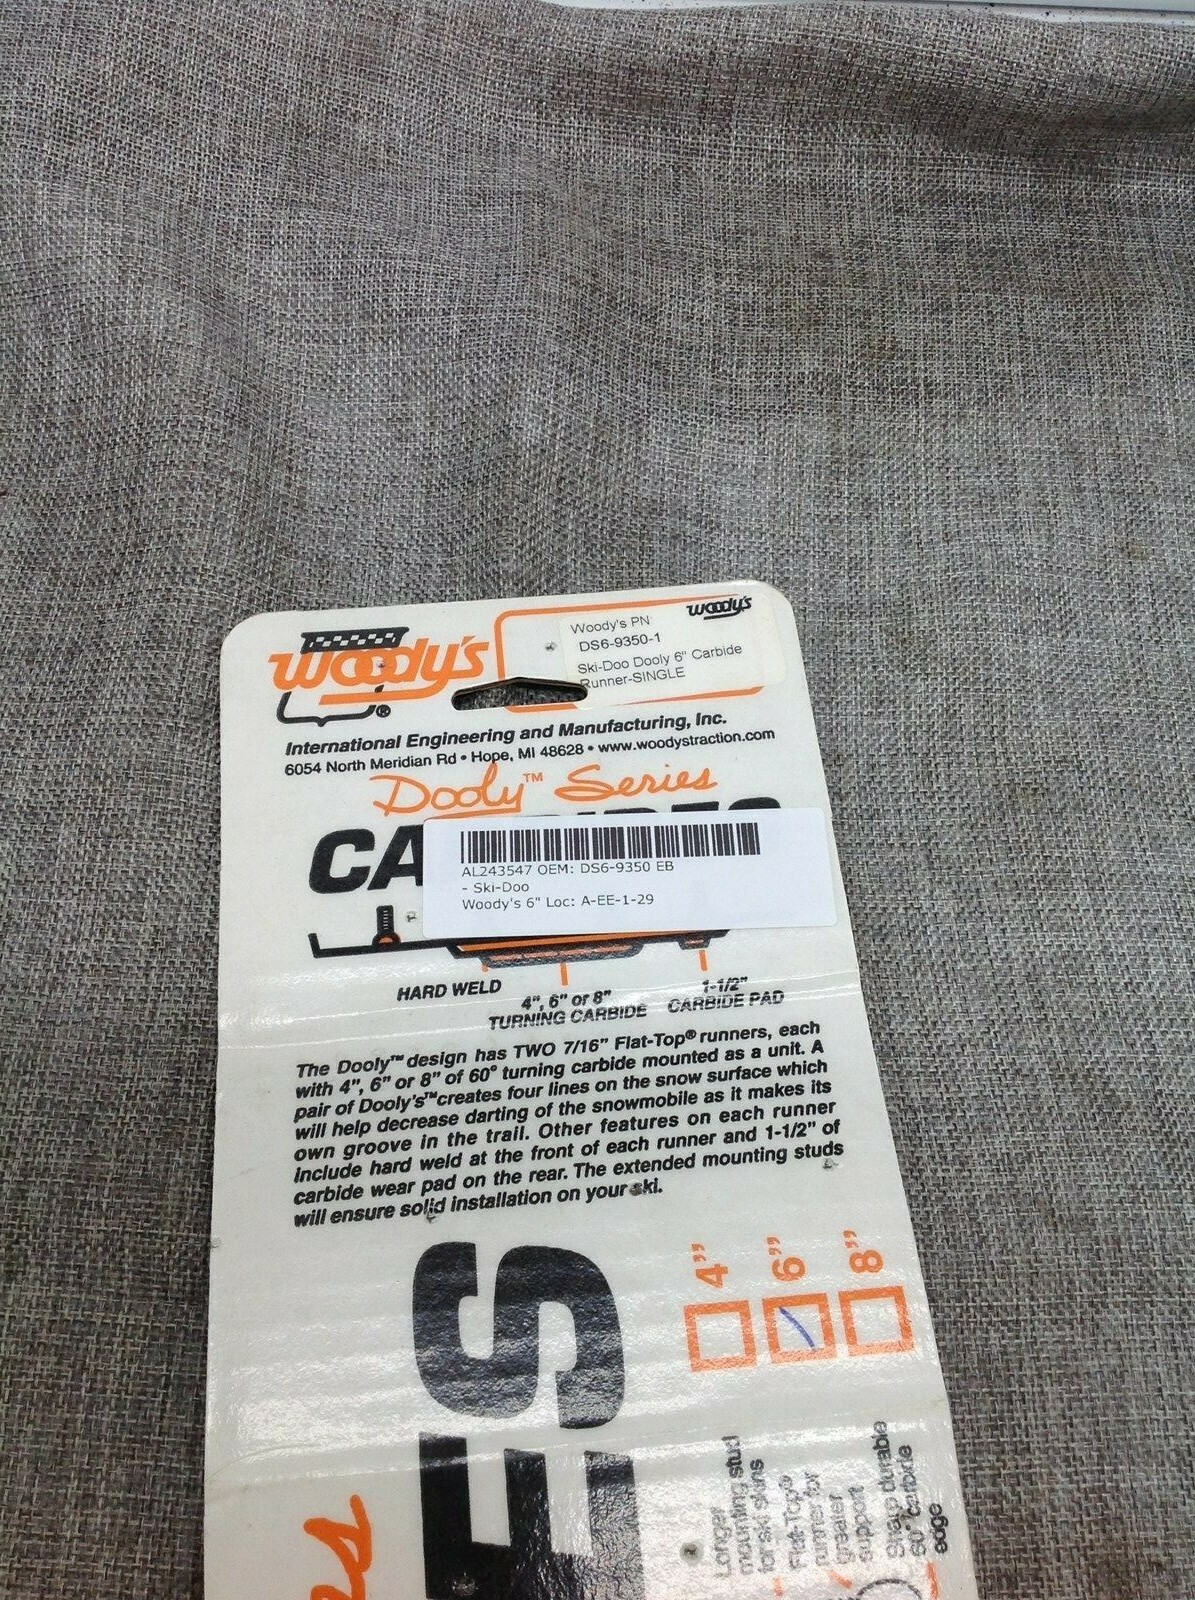 woody's
®
woody's
Woody's PN
DS6-9350-1
Ski-Doo Dooly 6" Carbide
Runner-SINGLE
International Engineering and Manufacturing, Inc.
6054 North Meridian Rd • Hope, MI 48628 • www.woodystraction.com
Dooly™ Series
CA
AL243547 OEM: DS6-9350 EB
- Ski-Doo
Woody's 6" Loc: A-EE-1-29
HARD WELD
4", 6" or 8"
TURNING CARBIDE
1-1/2"
CARBIDE PAD
The Dooly™ design has TWO 7/16" Flat-Top® runners, each
with 4", 6" or 8" of 60° turning carbide mounted as a unit. A
pair of Dooly's™ creates four lines on the snow surface which
will help decrease darting of the snowmobile as it makes its
own groove in the trail. Other features on each runner
include hard weld at the front of each runner and 1-1/2" of
carbide wear pad on the rear. The extended mounting studs
will ensure solid installation on your ski.
4"
6"
8"
ES
es
Longer
mounting stud
for ski skins
Flat-Top®
runner for
greater
support
Sharp durable
60° carbide
edge